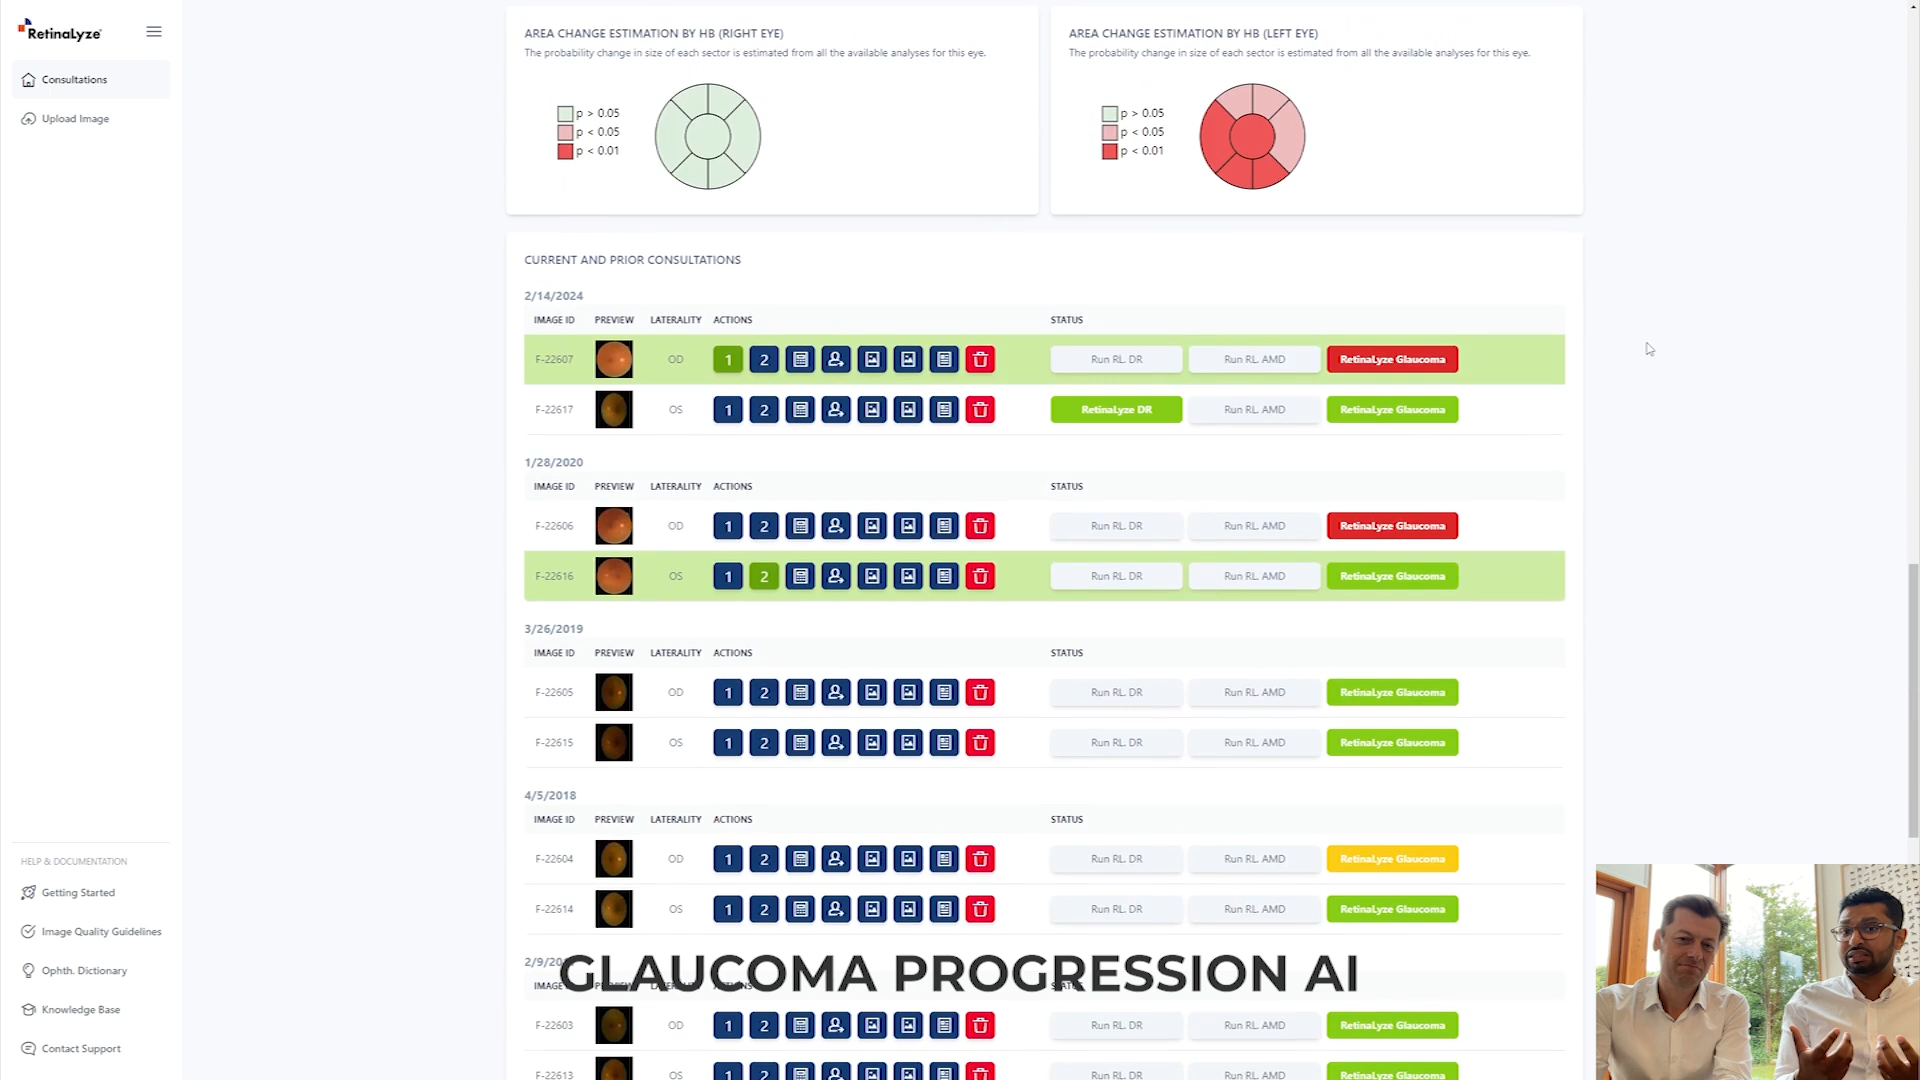 RetinaLyze
Consultations
Upload Image
HELP & DOCUMENTATION
Getting Started
Image Quality Guidelines
Ophth. Dictionary
Knowledge Base
Contact Support
AREA CHANGE ESTIMATION BY HB (RIGHT EYE)
The probability change in size of each sector is estimated from all the available analyses for this eye.
p > 0.05
p < 0.05
p < 0.01
AREA CHANGE ESTIMATION BY HB (LEFT EYE)
The probability change in size of each sector is estimated from all the available analyses for this eye.
p > 0.05
p < 0.05
p < 0.01
CURRENT AND PRIOR CONSULTATIONS
2/14/2024
IMAGE ID PREVIEW LATERALITY ACTIONS STATUS
F-22607 OD 1 2 Run RL. DR Run RL. AMD RetinaLyze Glaucoma
F-22617 OS 1 2 RetinaLyze DR Run RL. AMD RetinaLyze Glaucoma
1/28/2020
IMAGE ID PREVIEW LATERALITY ACTIONS STATUS
F-22606 OD 1 2 Run RL. DR Run RL. AMD RetinaLyze Glaucoma
F-22616 OS 1 2 Run RL. DR Run RL. AMD RetinaLyze Glaucoma
3/26/2019
IMAGE ID PREVIEW LATERALITY ACTIONS STATUS
F-22605 OD 1 2 Run RL. DR Run RL. AMD RetinaLyze Glaucoma
F-22615 OS 1 2 Run RL. DR Run RL. AMD RetinaLyze Glaucoma
4/5/2018
IMAGE ID PREVIEW LATERALITY ACTIONS STATUS
F-22604 OD 1 2 Run RL. DR Run RL. AMD RetinaLyze Glaucoma
F-22614 OS 1 2 Run RL. DR Run RL. AMD RetinaLyze Glaucoma
GLAUCOMA PROGRESSION AI
F-22603 OD 1 2 Run RL. DR Run RL. AMD RetinaLyze Glaucoma
F-22613 OS 1 2 Run RL. DR Run RL. AMD RetinaLyze Glaucoma